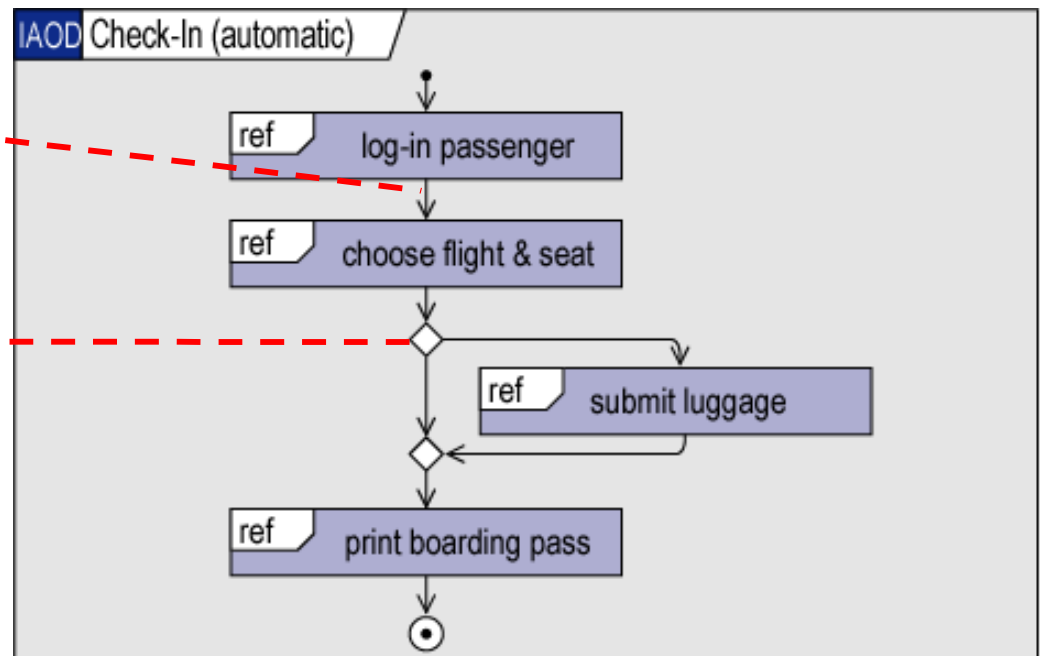 IAOD Check-In (automatic)
ref log-in passenger
ref choose flight & seat
ref submit luggage
ref print boarding pass